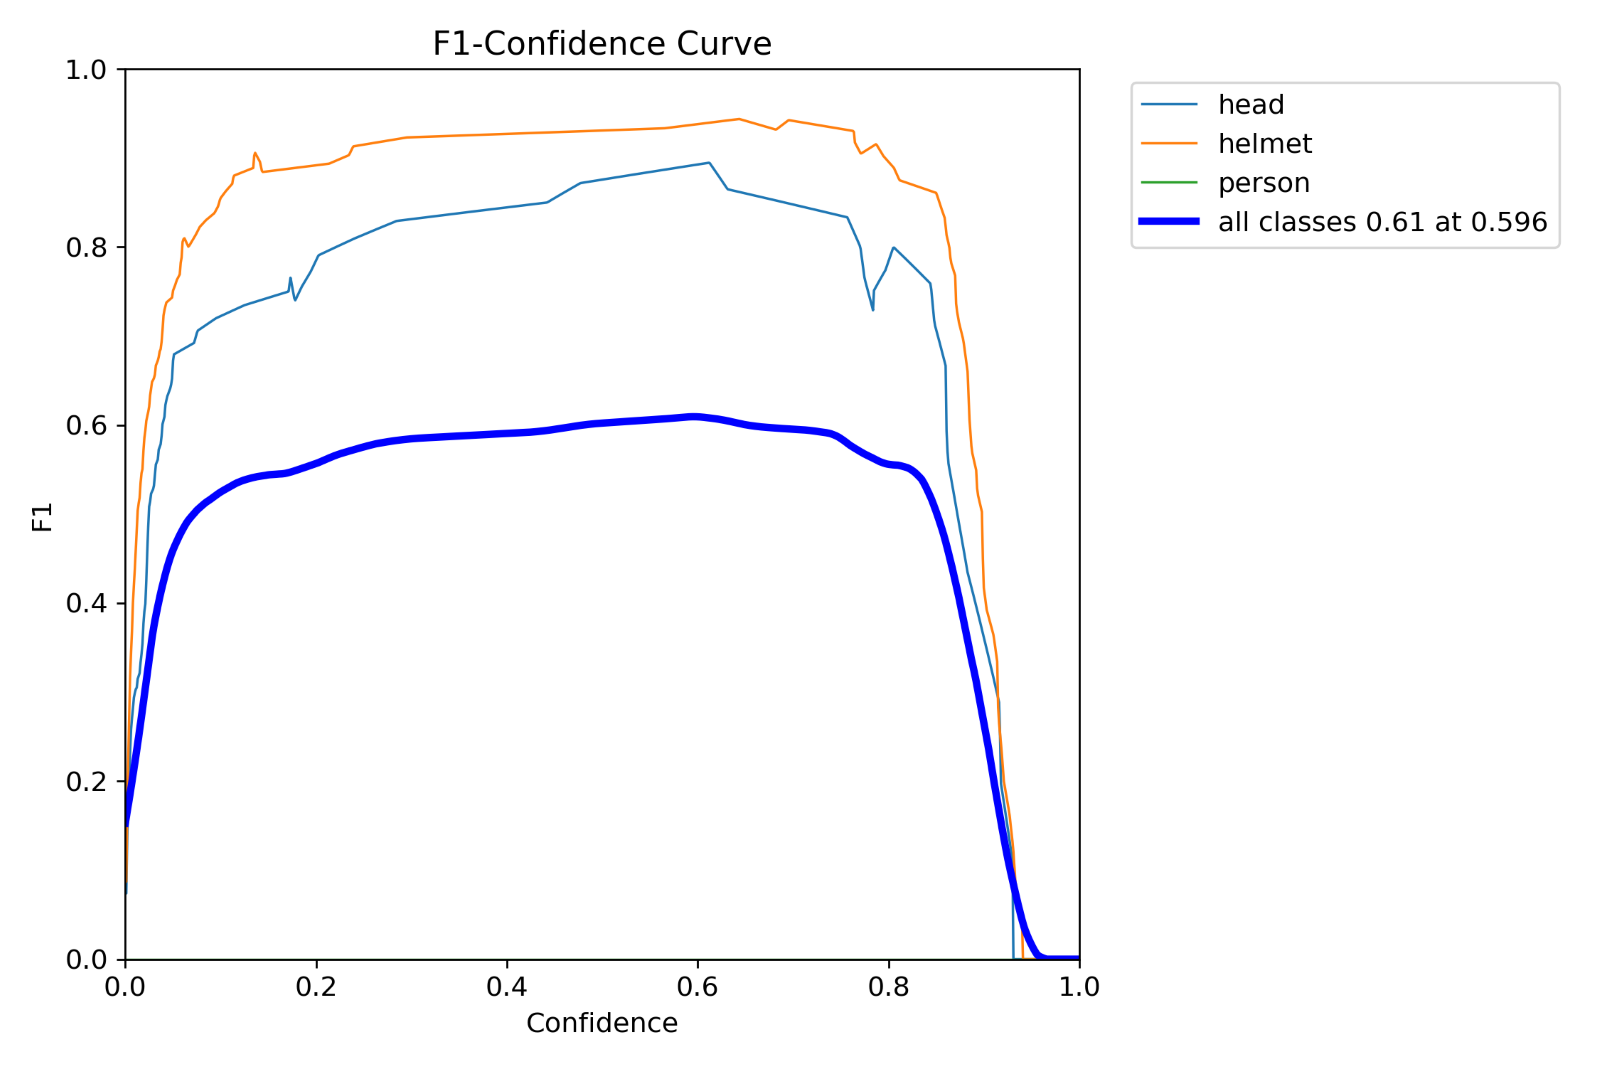 F1-Confidence Curve
1.0
0.8
0.6
0.4
0.2
0.0
F1
0.0 0.2 0.4 0.6 0.8 1.0
Confidence
head
helmet
person
all classes 0.61 at 0.596